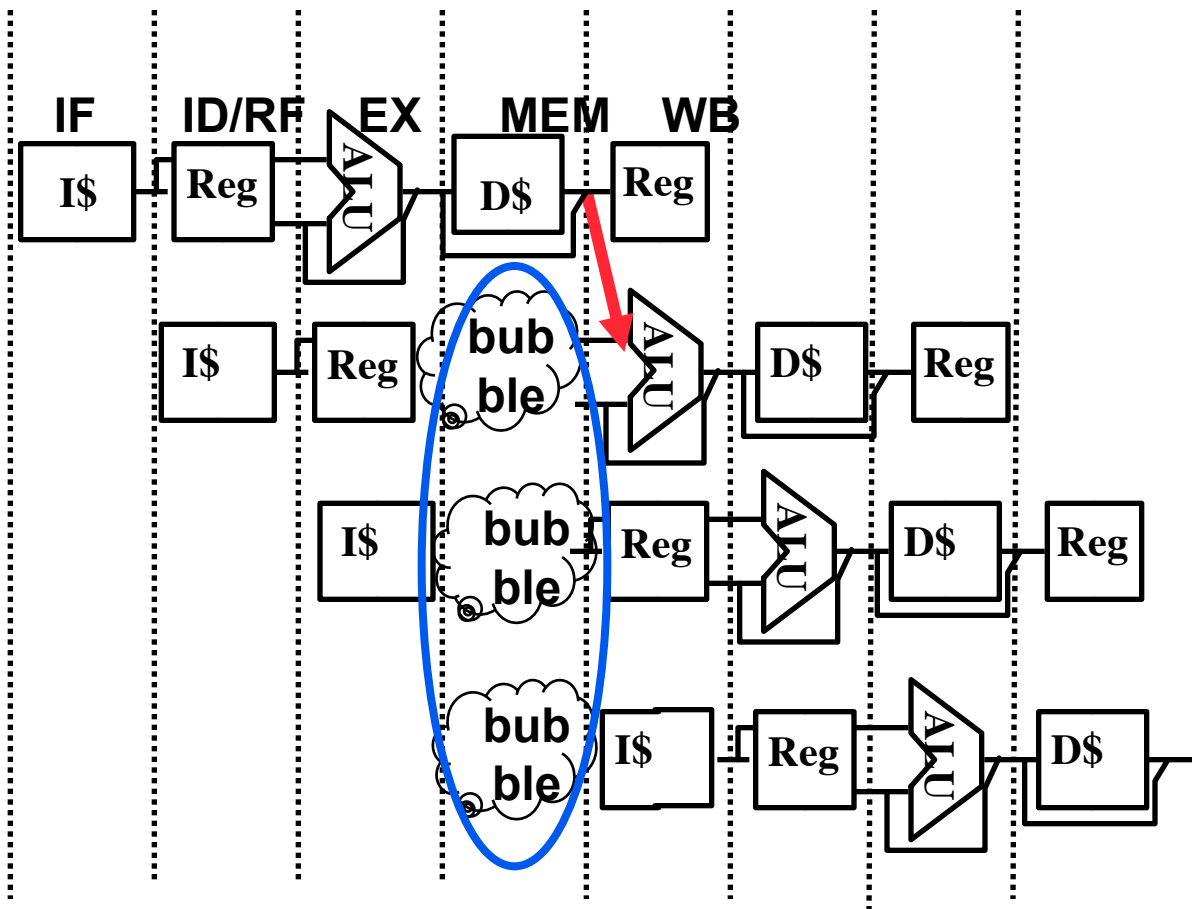 IF ID/RF EX MEM WB
I$ Reg ALU D$ Reg
I$ Reg bub ALU D$ Reg
ble
I$ bub Reg ALU D$ Reg
ble
bub I$ Reg ALU D$
ble